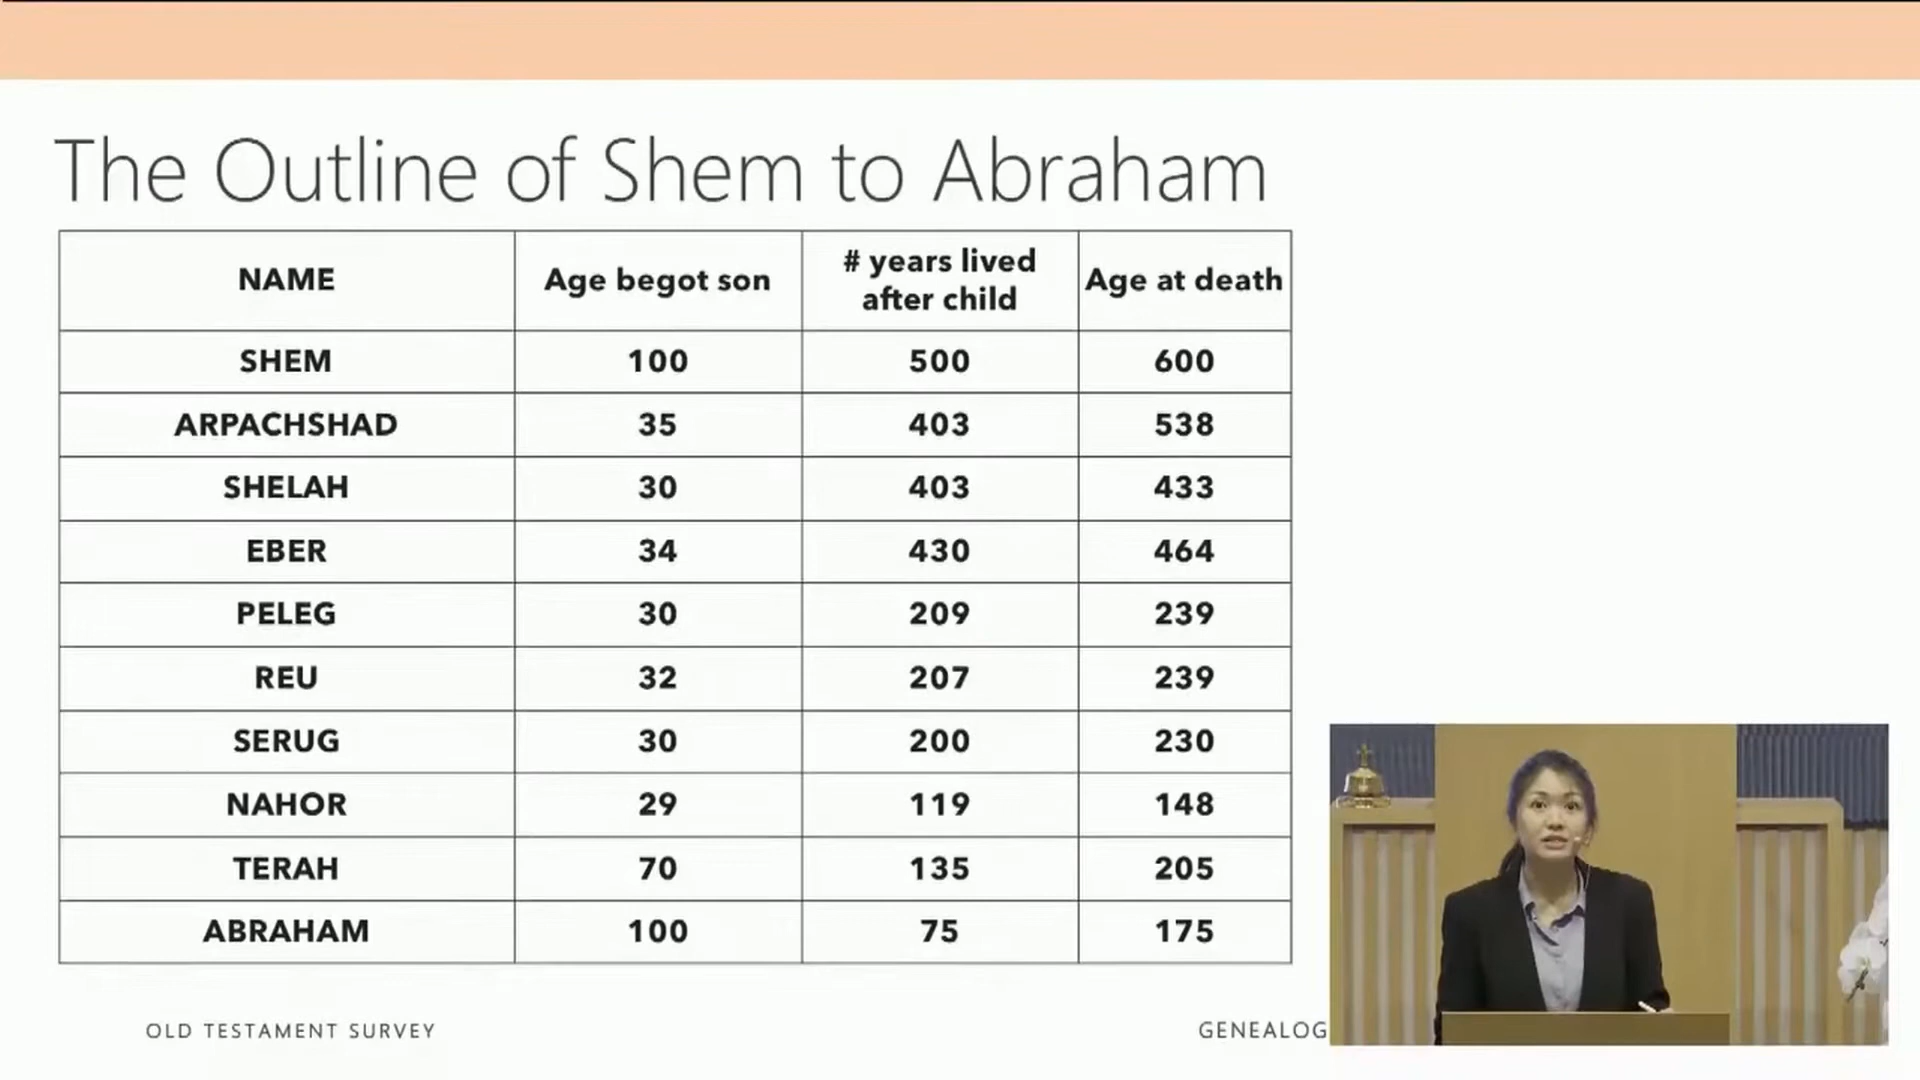 The Outline of Shem to Abraham
NAME Age begot son # years lived after child Age at death
SHEM 100 500 600
ARPACHSHAD 35 403 538
SHELAH 30 403 433
EBER 34 430 464
PELEG 30 209 239
REU 32 207 239
SERUG 30 200 230
NAHOR 29 119 148
TERAH 70 135 205
ABRAHAM 100 75 175
OLD TESTAMENT SURVEY GENEALOG